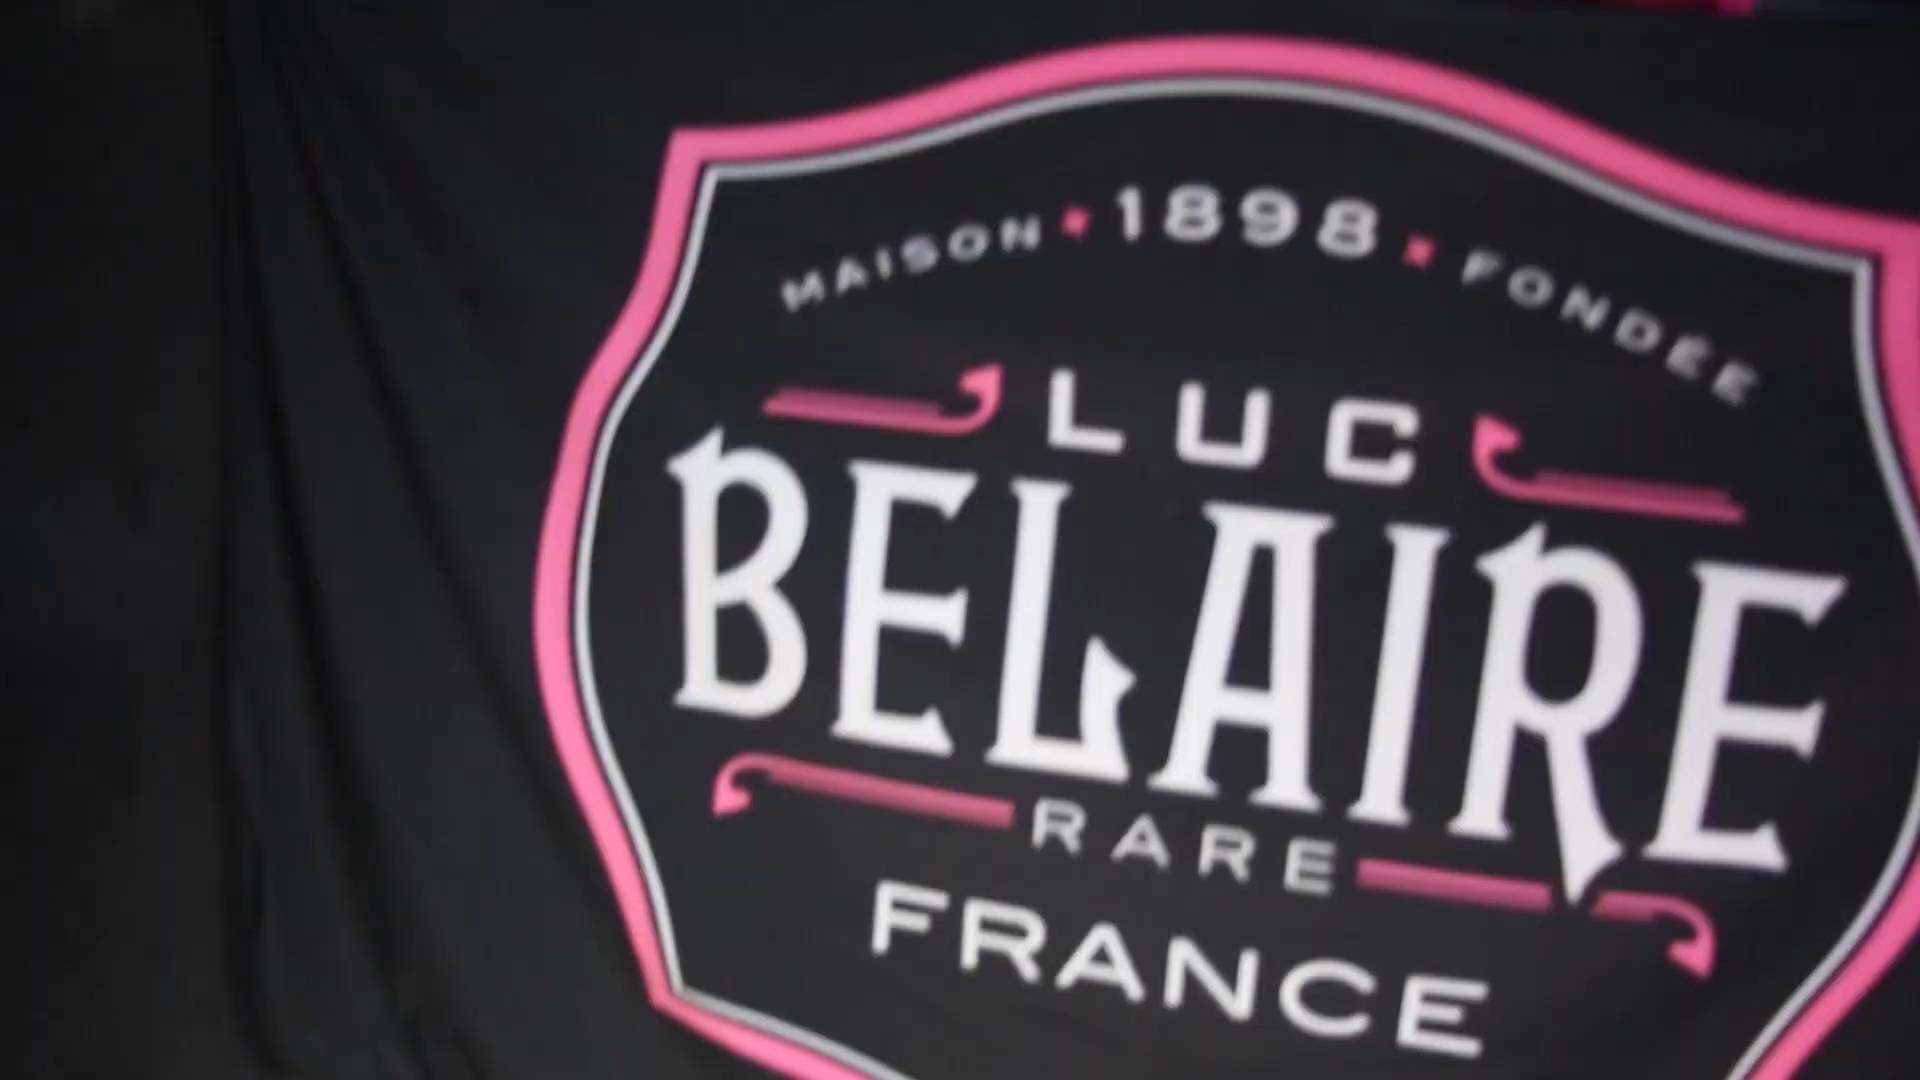 MAISON · 1898 · FONDÉE
LUC
BELAIRE
RARE
FRANCE